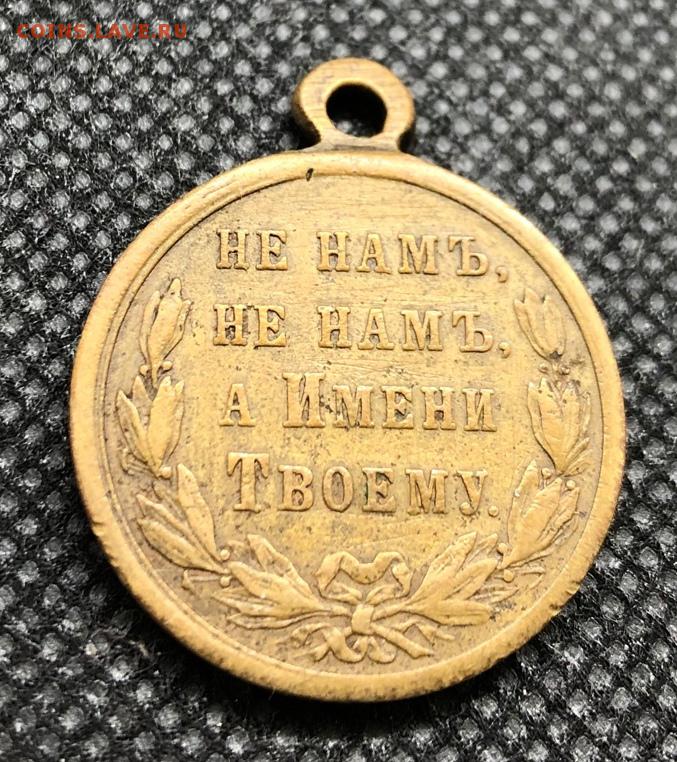 COINS.LAVE.RU
НЕ НАМЪ,
НЕ НАМЪ,
А ИМЕНИ
ТВОЕМУ.